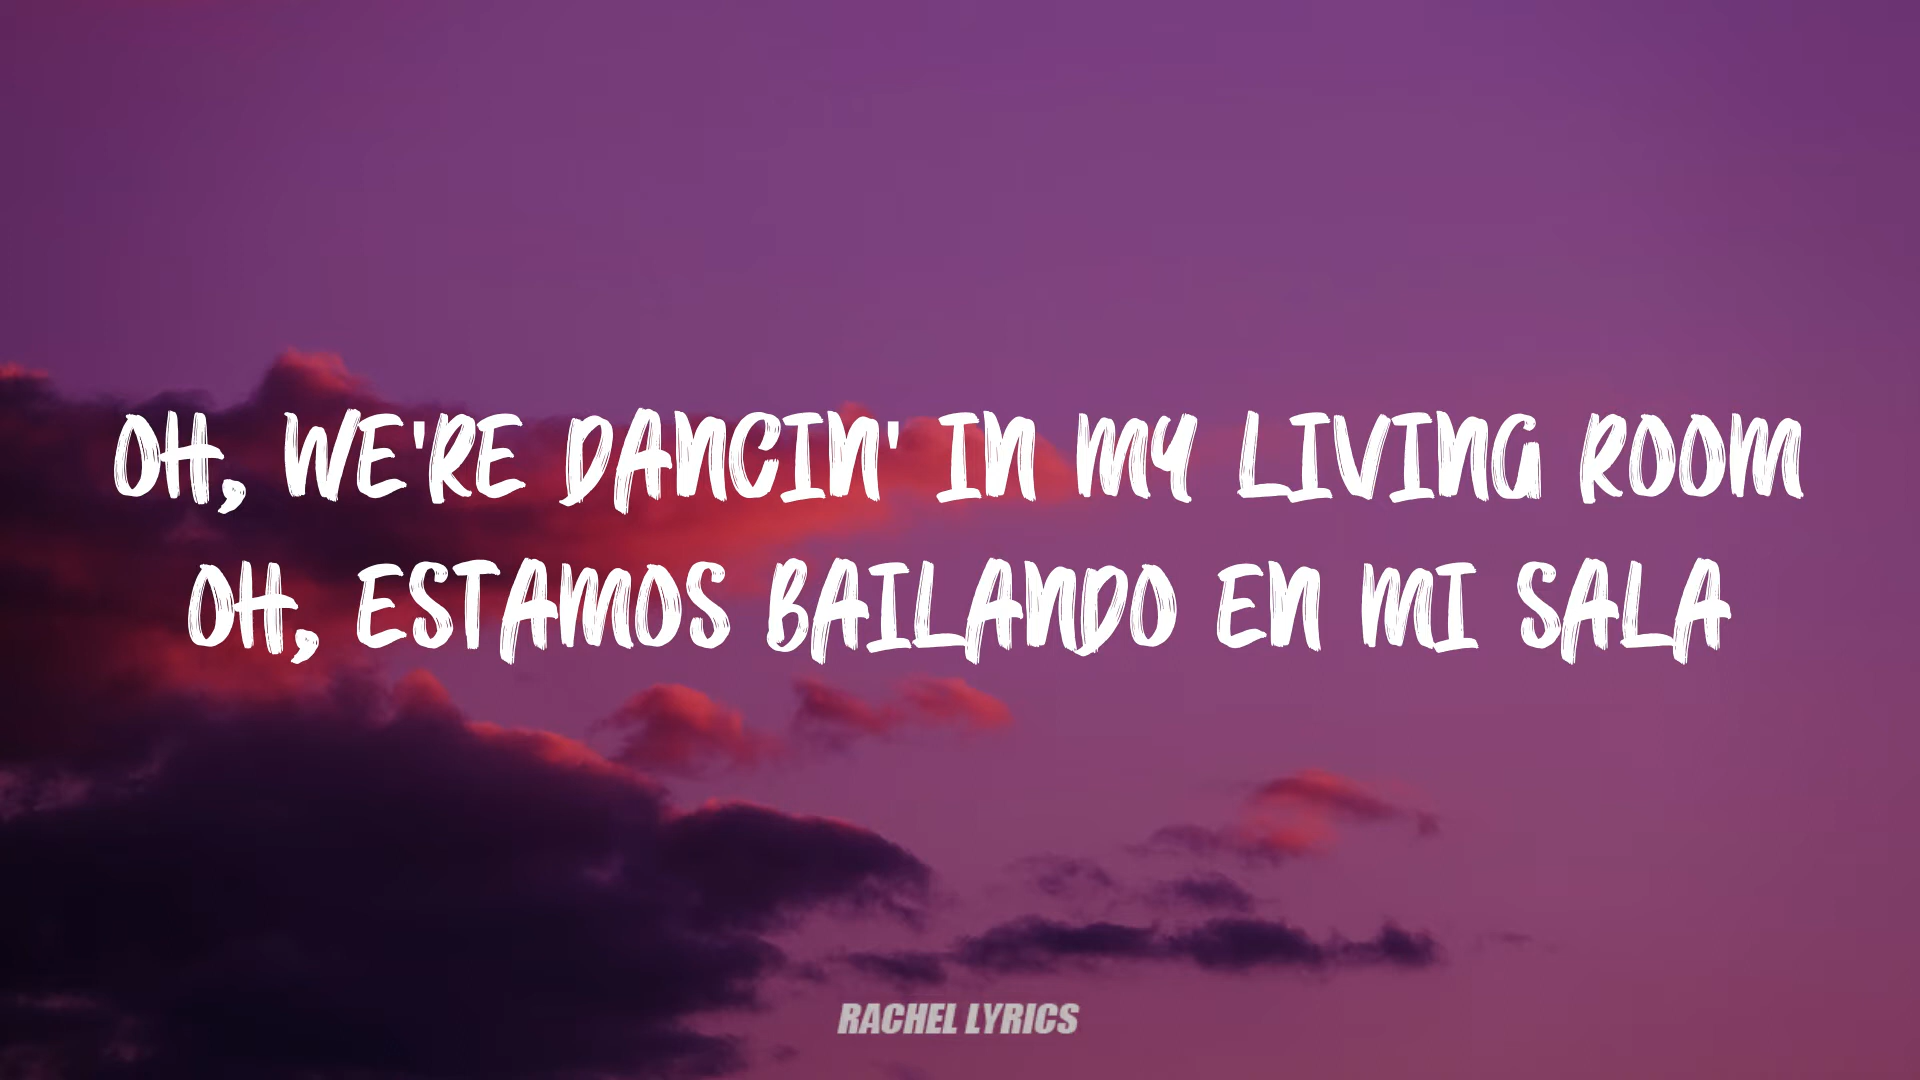 OH, WE'RE DANCIN' IN MY LIVING ROOM
OH, ESTAMOS BAILANDO EN MI SALA
RACHEL LYRICS